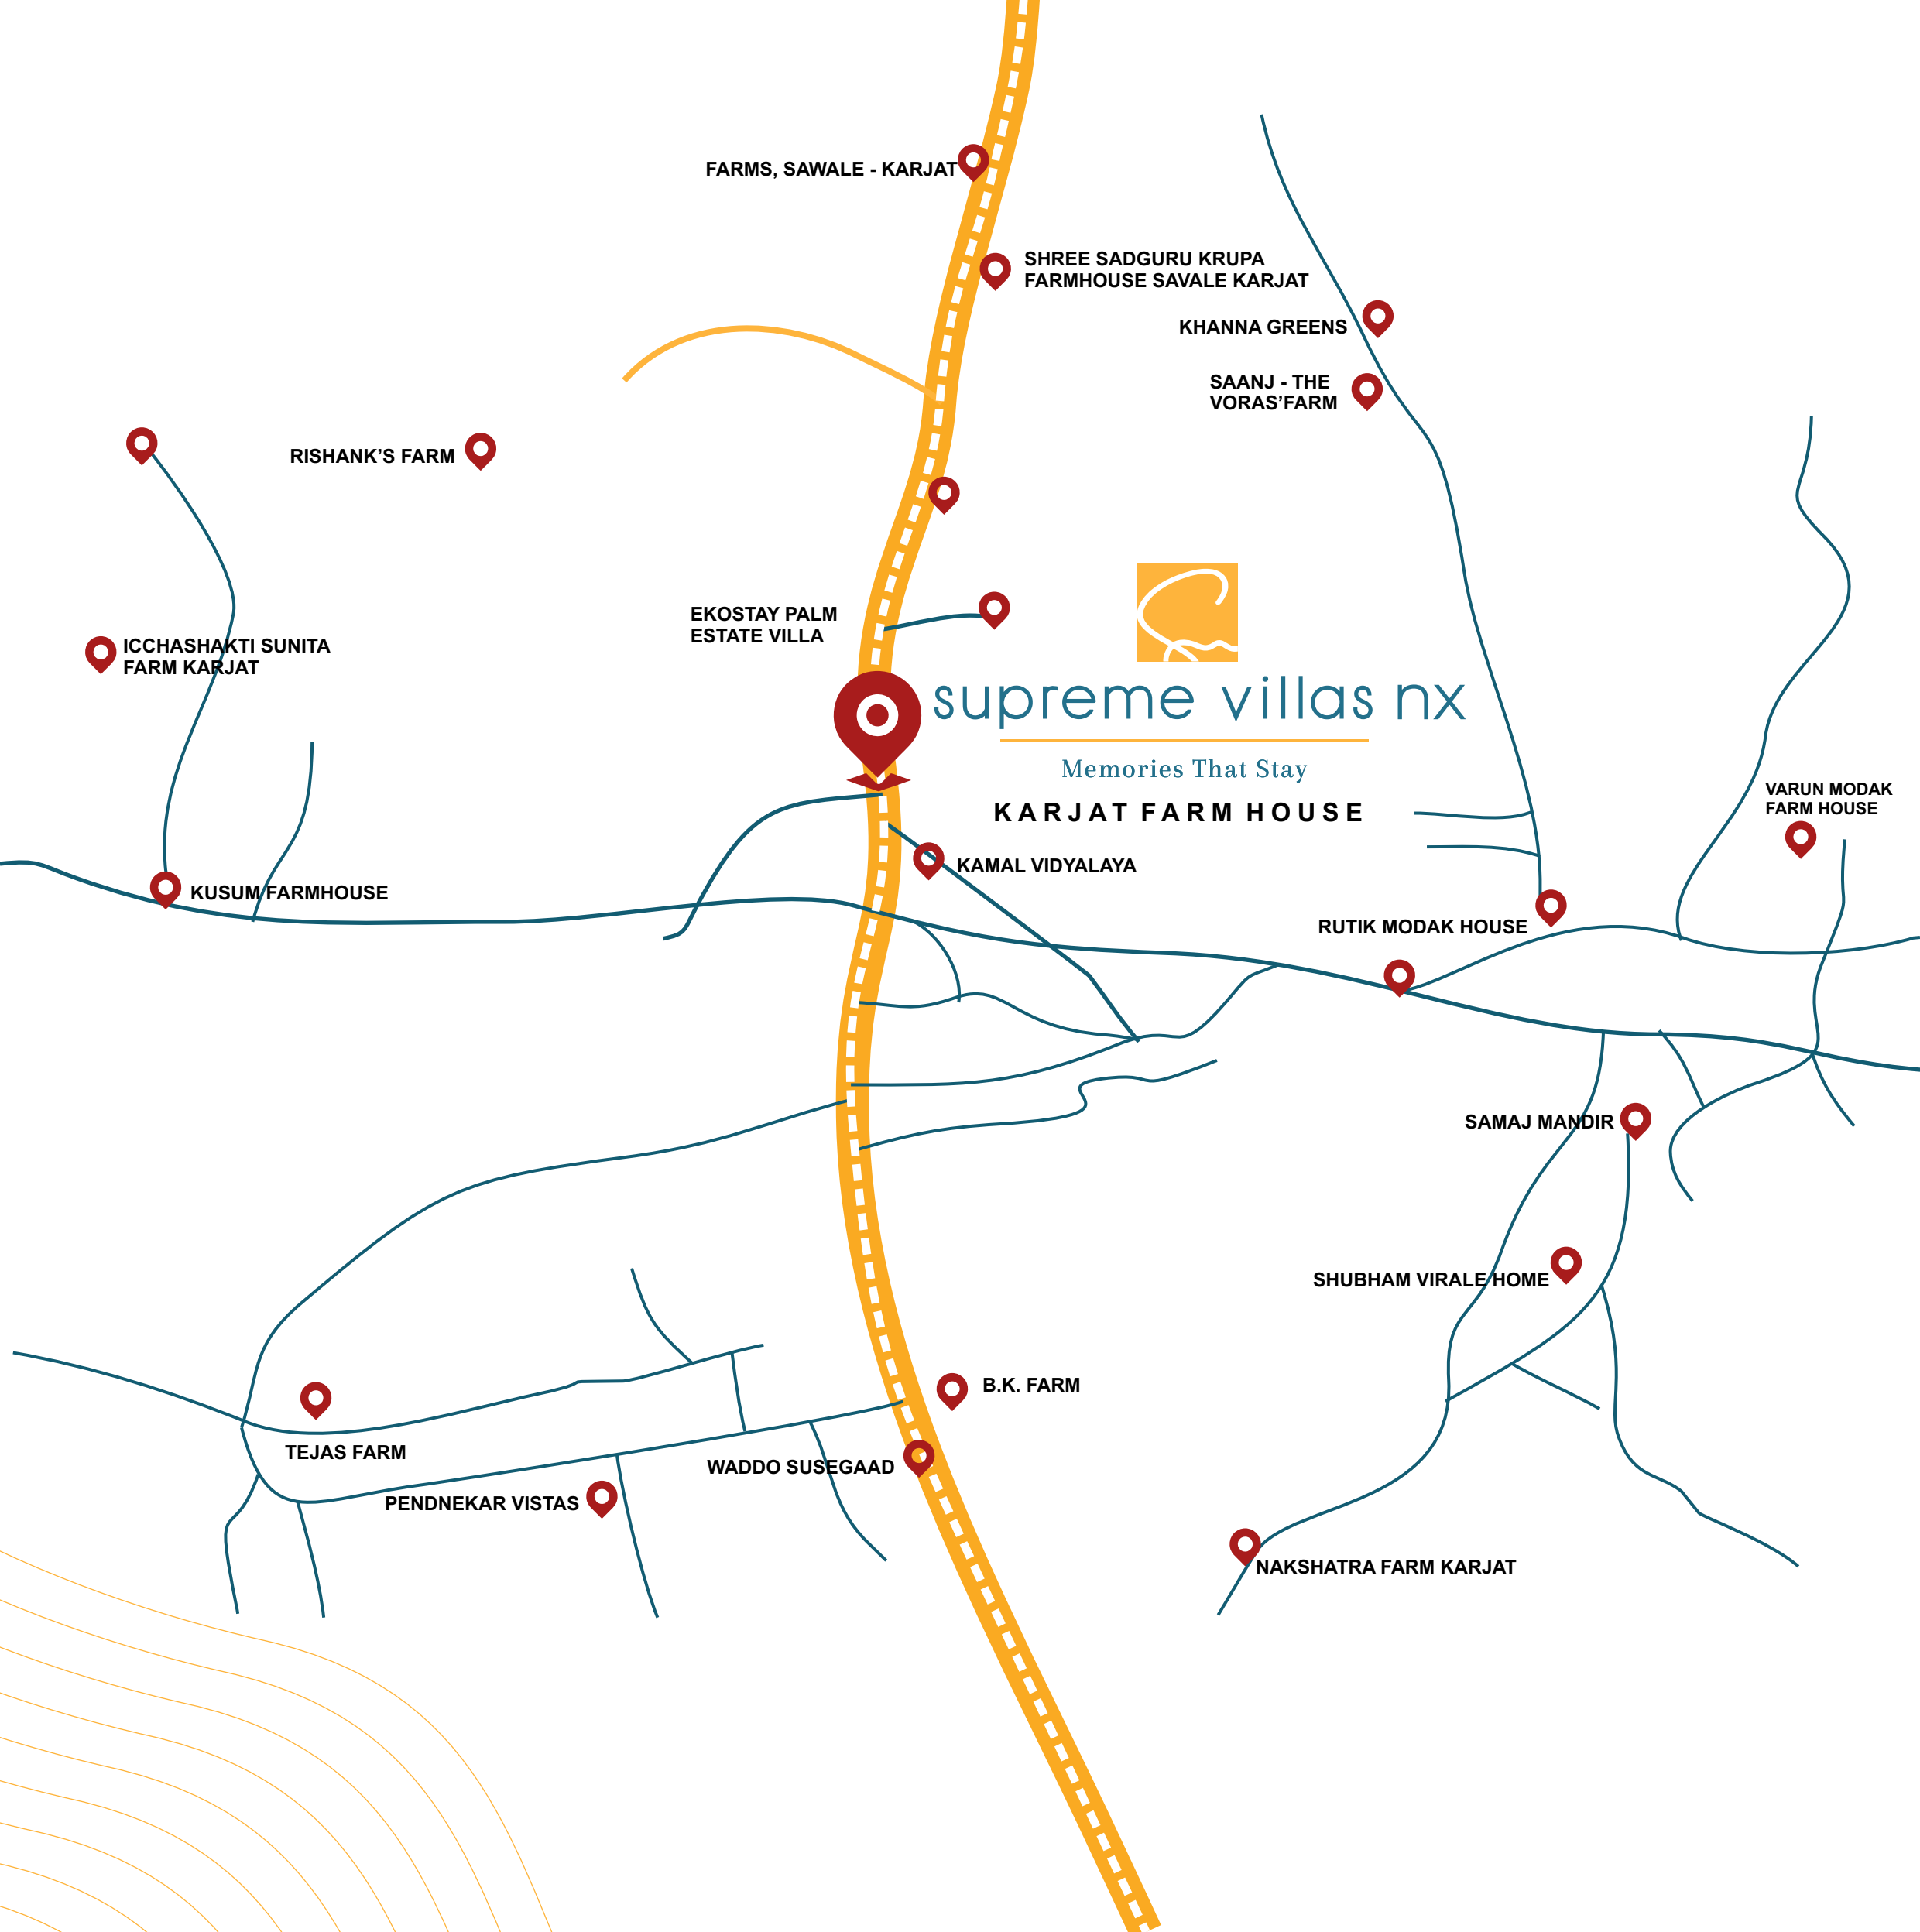 FARMS, SAWALE - KARJAT
SHREE SADGURU KRUPA
FARMHOUSE SAVALE KARJAT
KHANNA GREENS
SAANJ - THE
VORAS’FARM
RISHANK’S FARM
EKOSTAY PALM
ESTATE VILLA
ICCHASHAKTI SUNITA
FARM KARJAT
supreme villas nx
Memories That Stay
KARJAT FARM HOUSE
VARUN MODAK
FARM HOUSE
KAMAL VIDYALAYA
KUSUM FARMHOUSE
RUTIK MODAK HOUSE
SAMAJ MANDIR
SHUBHAM VIRALE HOME
B.K. FARM
TEJAS FARM
WADDO SUSEGAAD
PENDNEKAR VISTAS
NAKSHATRA FARM KARJAT